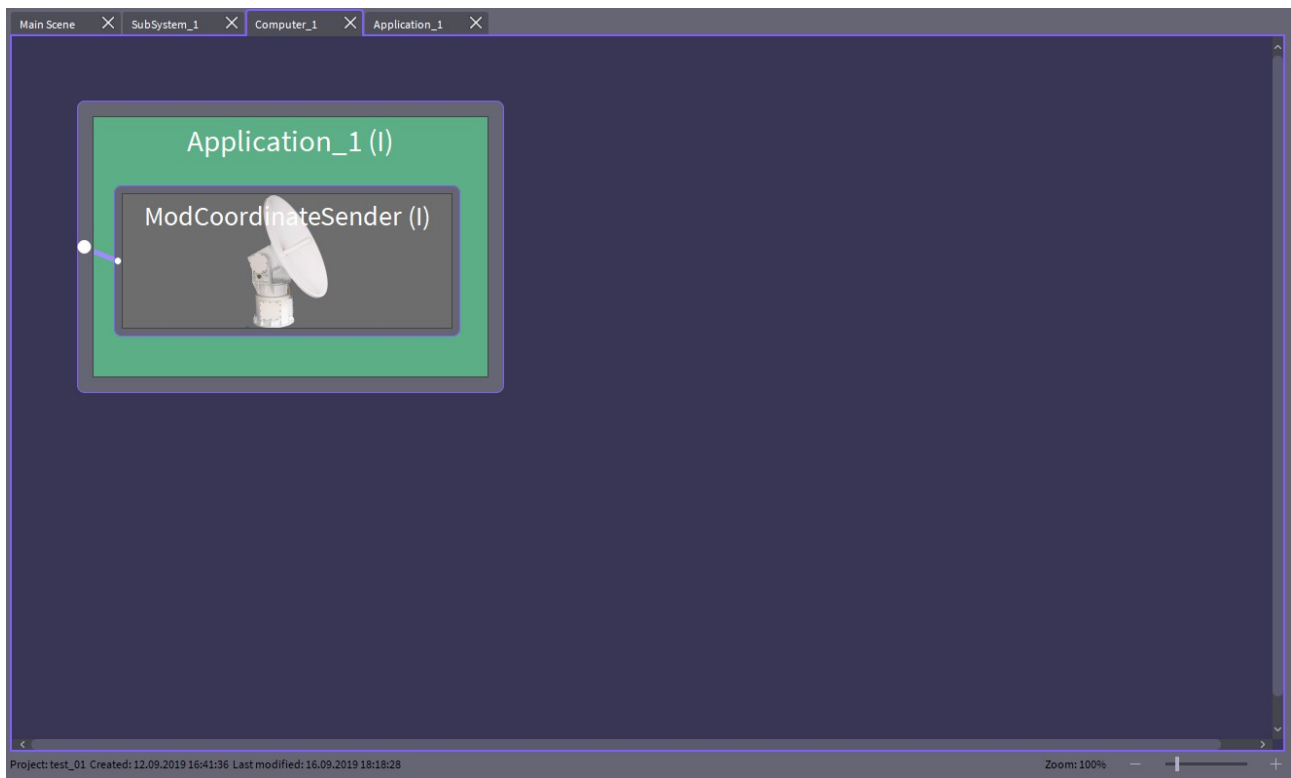 Main Scene SubSystem_1 Computer_1 Application_1
Application_1 (I)
ModCoordinateSender (I)
Project: test_01 Created: 12.09.2019 16:41:36 Last modified: 16.09.2019 18:18:28 Zoom: 100%